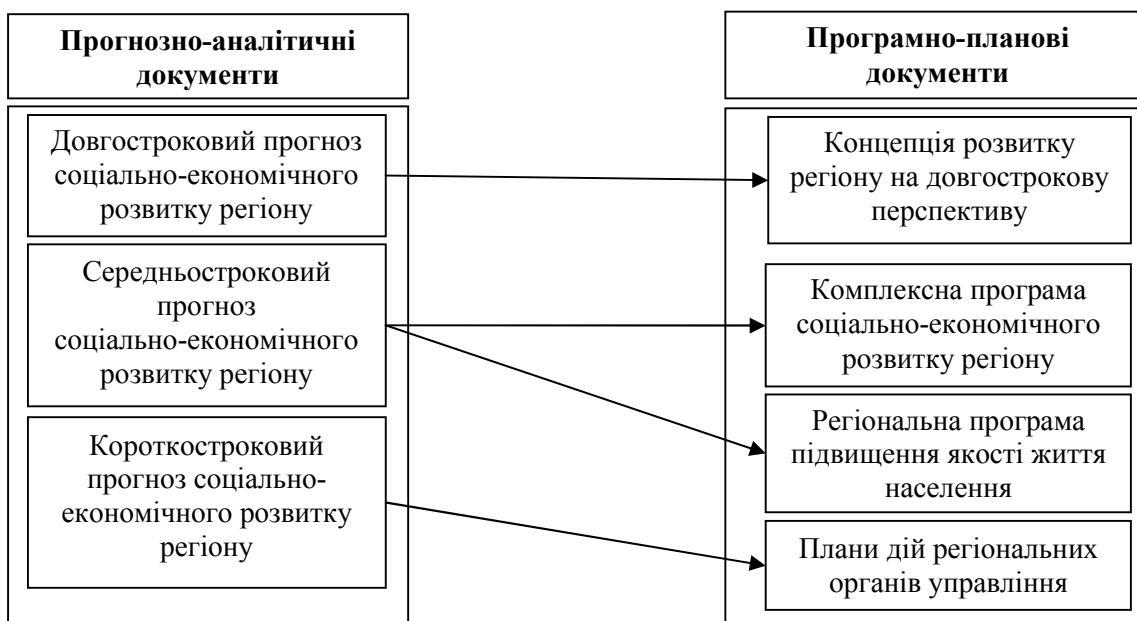 Прогнозно-аналітичні
документи
Довгостроковий прогноз
соціально-економічного
розвитку регіону
Середньостроковий
прогноз
соціально-економічного
розвитку регіону
Короткостроковий
прогноз соціально-
економічного розвитку
регіону
Програмно-планові
документи
Концепція розвитку
регіону на довгострокову
перспективу
Комплексна програма
соціально-економічного
розвитку регіону
Регіональна програма
підвищення якості життя
населення
Плани дій регіональних
органів управління